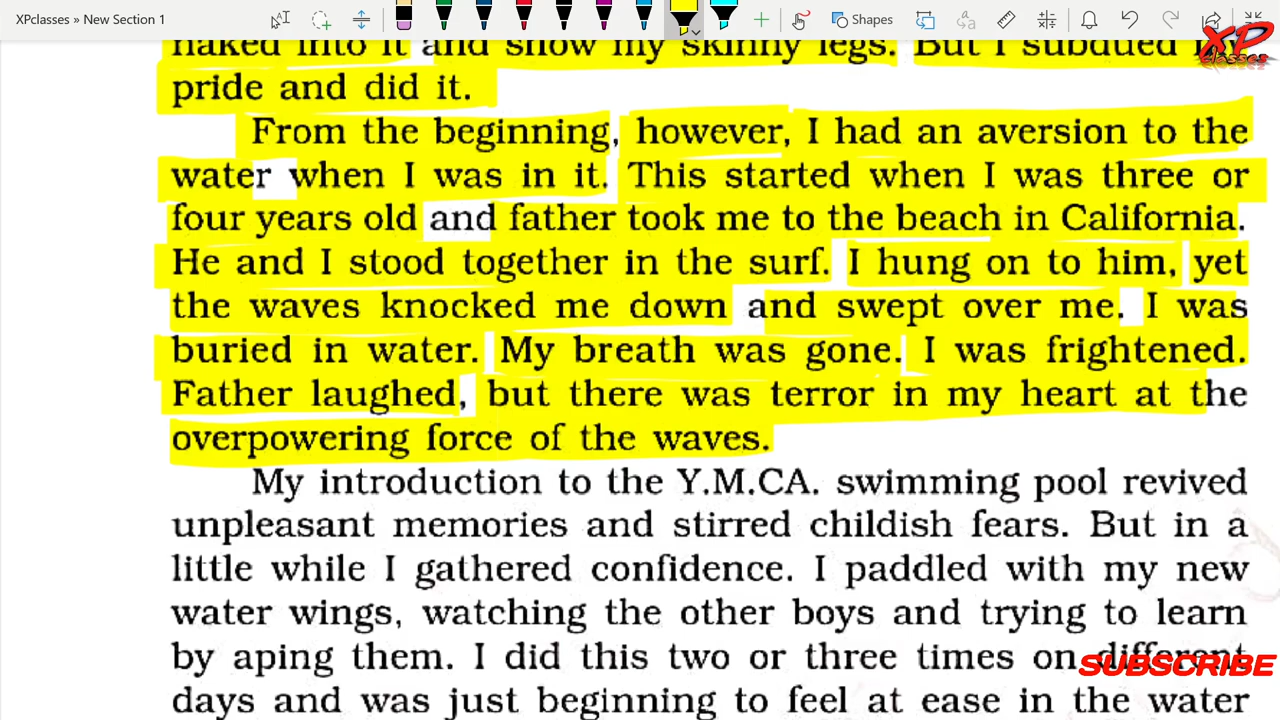 XPclasses » New Section 1
Shapes
XP
classes
naked into it and show my skinny legs. But I subdued my
pride and did it.
From the beginning, however, I had an aversion to the
water when I was in it. This started when I was three or
four years old and father took me to the beach in California.
He and I stood together in the surf. I hung on to him, yet
the waves knocked me down and swept over me. I was
buried in water. My breath was gone. I was frightened.
Father laughed, but there was terror in my heart at the
overpowering force of the waves.
My introduction to the Y.M.CA. swimming pool revived
unpleasant memories and stirred childish fears. But in a
little while I gathered confidence. I paddled with my new
water wings, watching the other boys and trying to learn
by aping them. I did this two or three times on different
SUBSCRIBE
days and was just beginning to feel at ease in the water